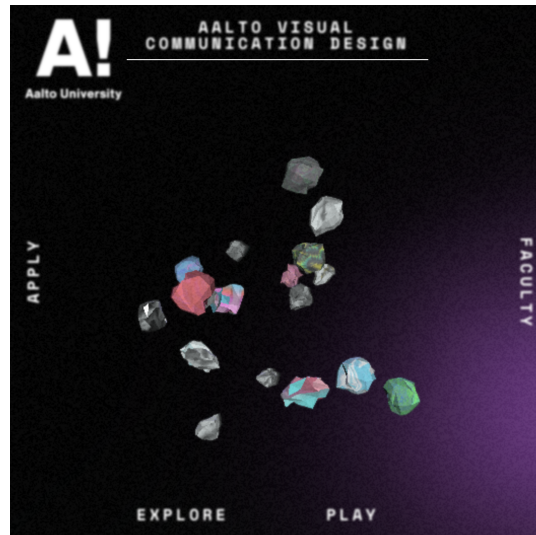 A!
Aalto University
AALTO VISUAL
COMMUNICATION DESIGN
APPLY
FACULTY
EXPLORE
PLAY